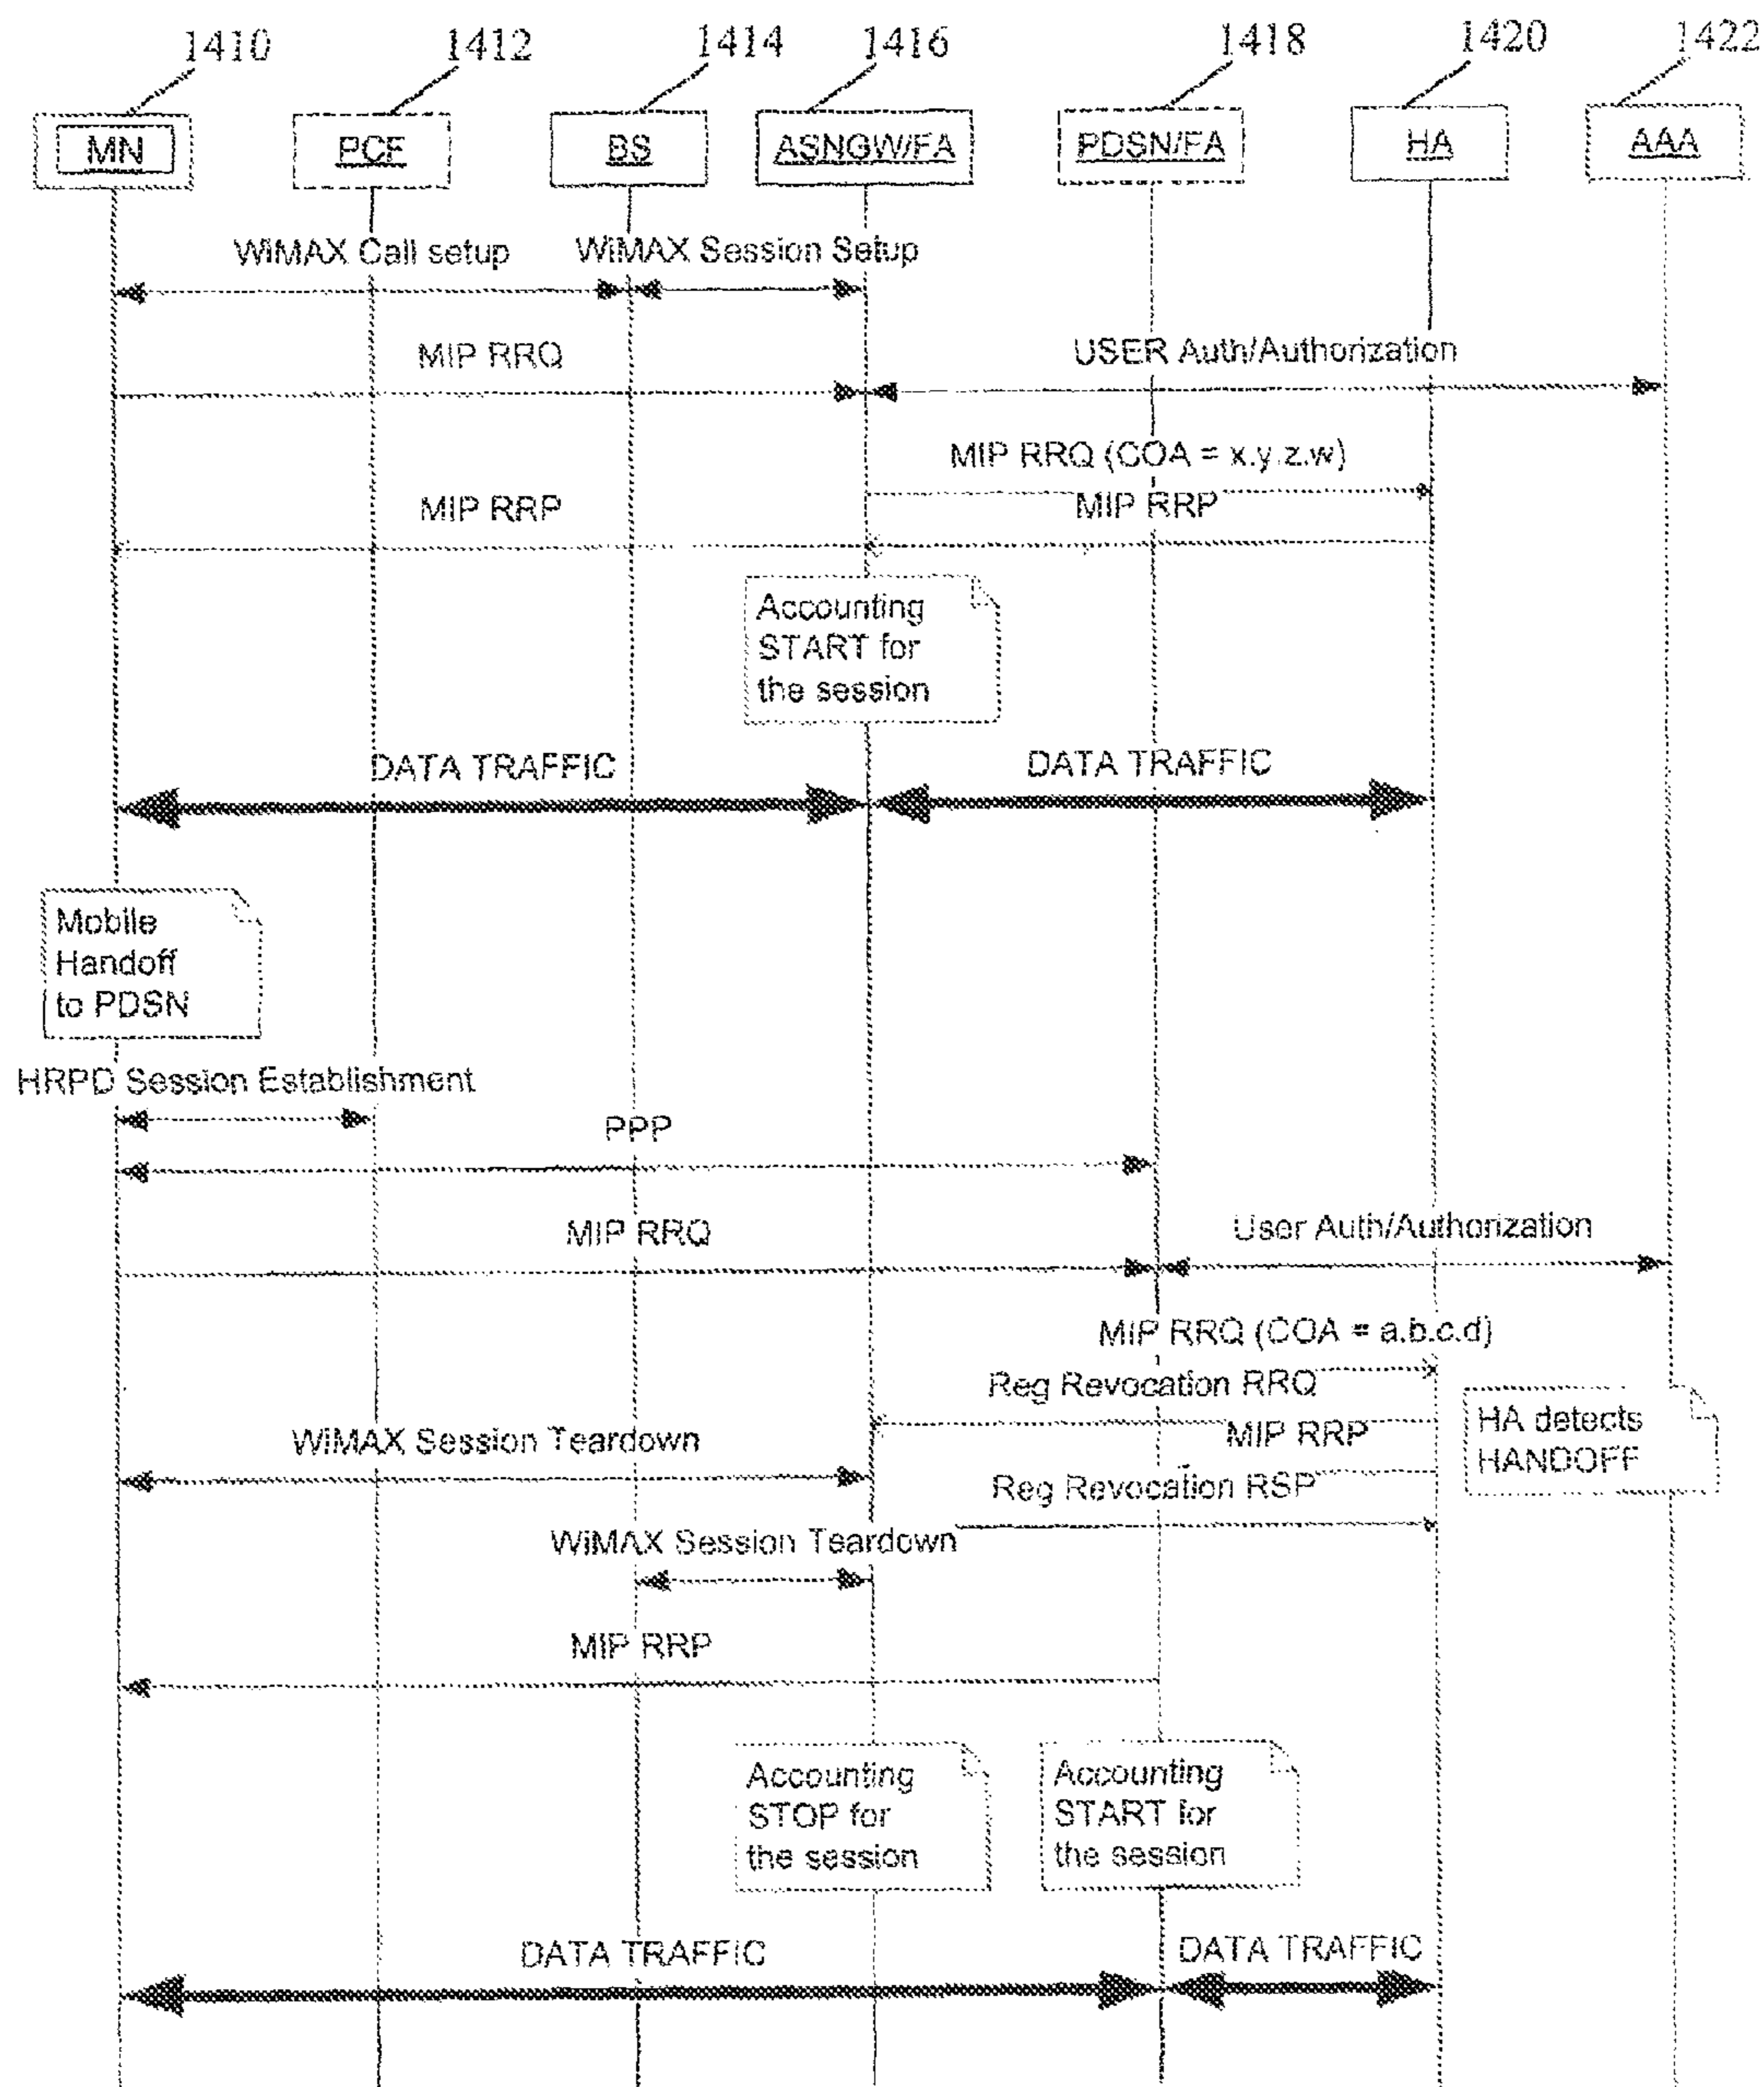 1410 1412 1414 1416 1418 1420 1422
MN PCF BS ASNGW/FA PDSN/FA HA AAA
WiMAX Call setup WiMAX Session Setup
MIP RRQ USER Auth/Authorization
MIP RRQ (COA = x.y.z.w)
MIP RRP MIP RRP
Accounting
START for
the session
DATA TRAFFIC DATA TRAFFIC
Mobile
Handoff
to PDSN
HRPD Session Establishment
PPP
MIP RRQ User Auth/Authorization
MIP RRQ (COA = a.b.c.d)
Reg Revocation RRQ
HA detects
HANDOFF
WiMAX Session Teardown MIP RRP
Reg Revocation RSP
WiMAX Session Teardown
MIP RRP
Accounting
STOP for
the session
Accounting
START for
the session
DATA TRAFFIC DATA TRAFFIC